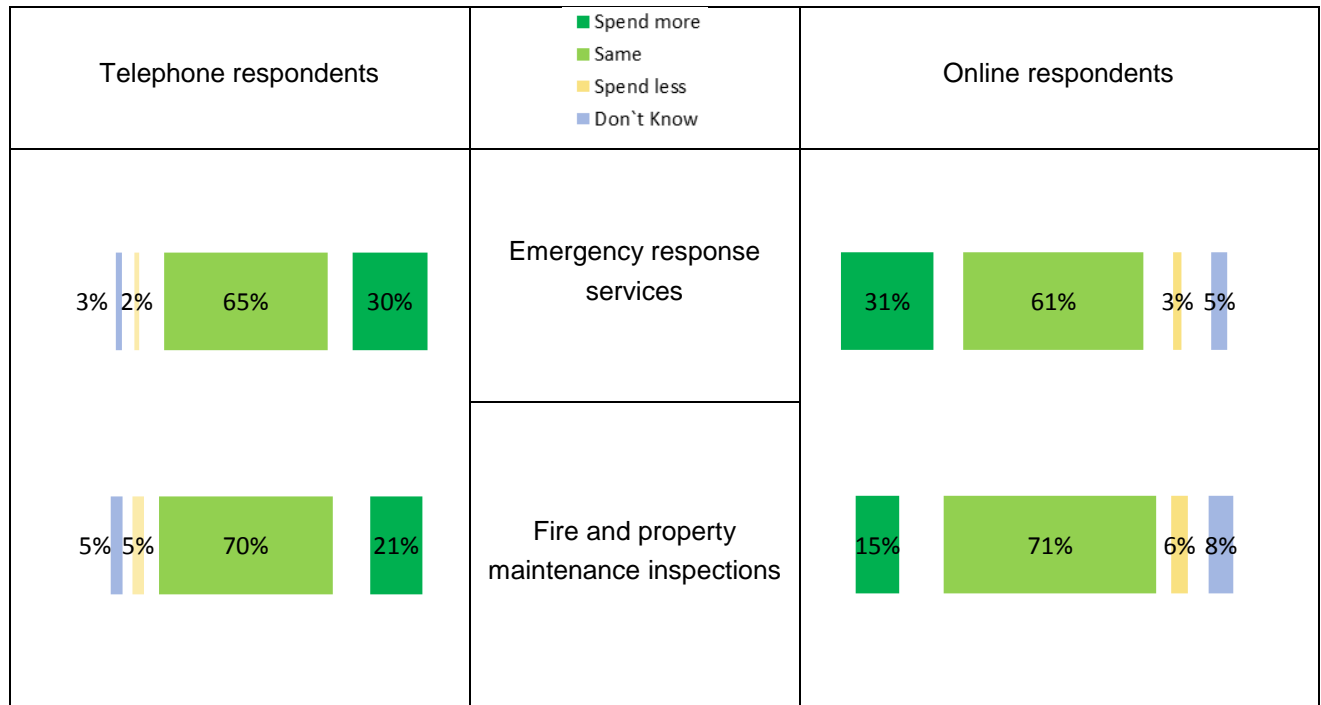 Telephone respondents
Spend more
Same
Spend less
Don`t Know
Online respondents
3% 2% 65% 30%
Emergency response
services
31% 61% 3% 5%
5% 5% 70% 21%
Fire and property
maintenance inspections
15% 71% 6% 8%